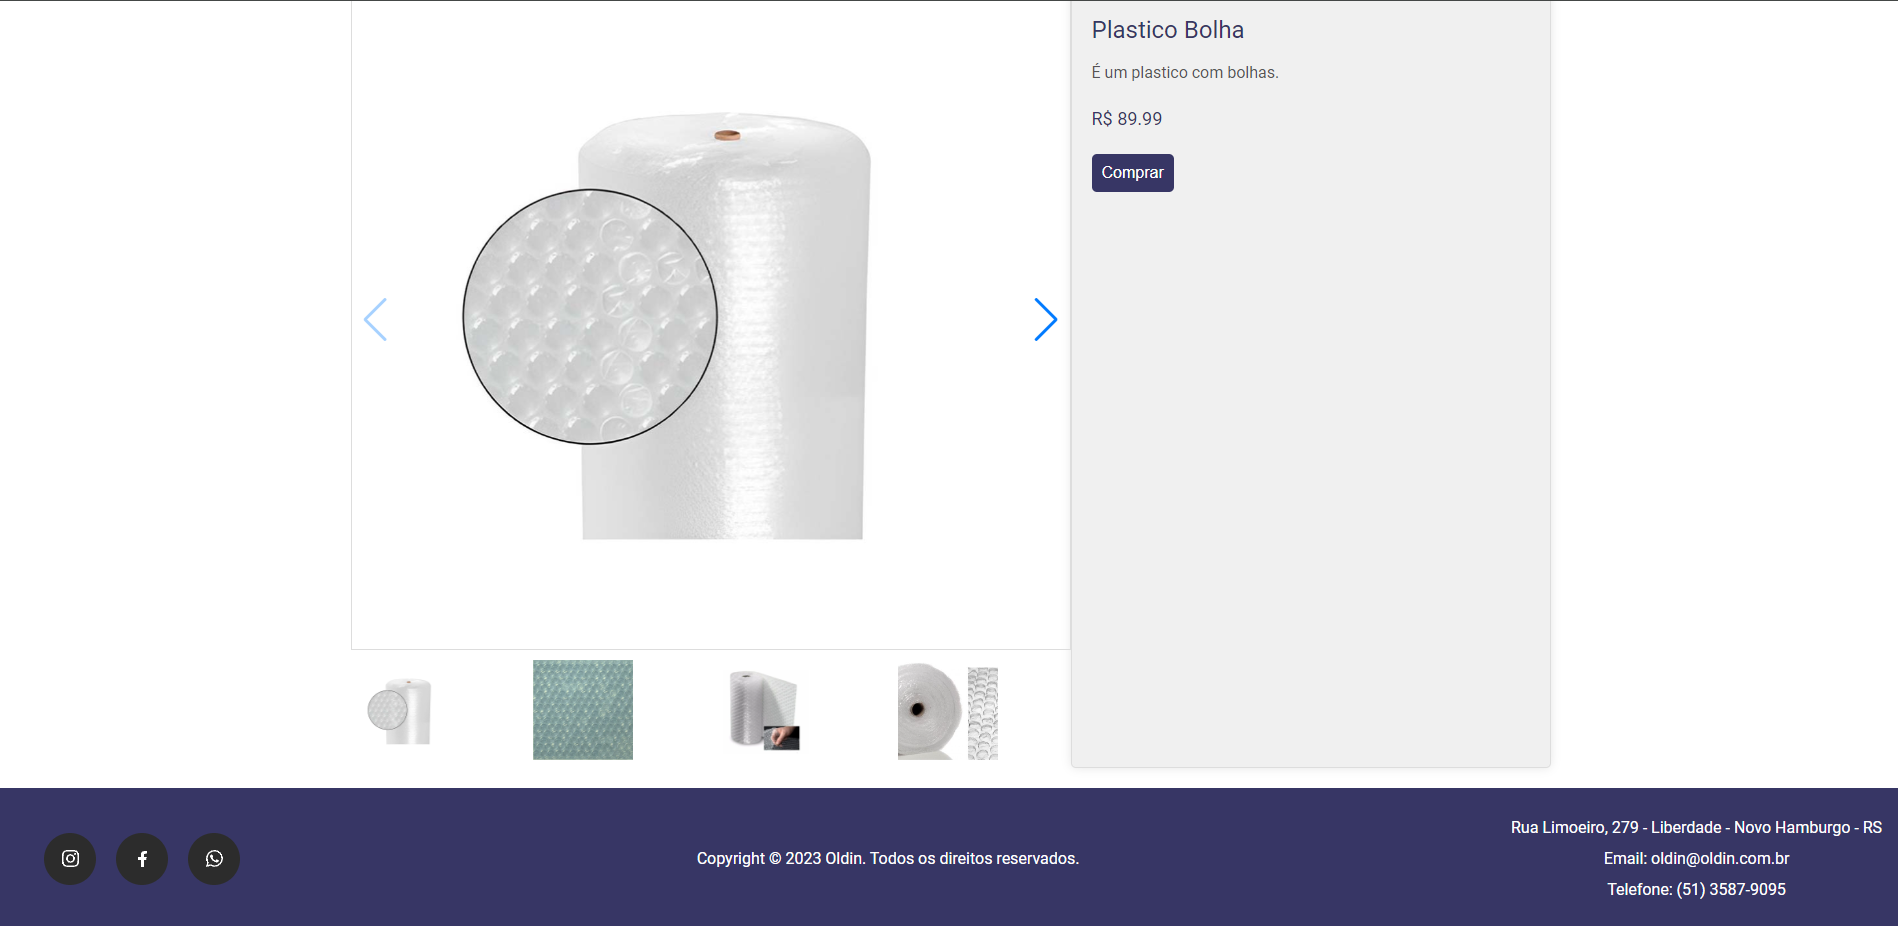 Plastico Bolha
É um plastico com bolhas.
R$ 89.99
Comprar
Copyright © 2023 Oldin. Todos os direitos reservados.
Rua Limoeiro, 279 - Liberdade - Novo Hamburgo - RS
Email: oldin@oldin.com.br
Telefone: (51) 3587-9095